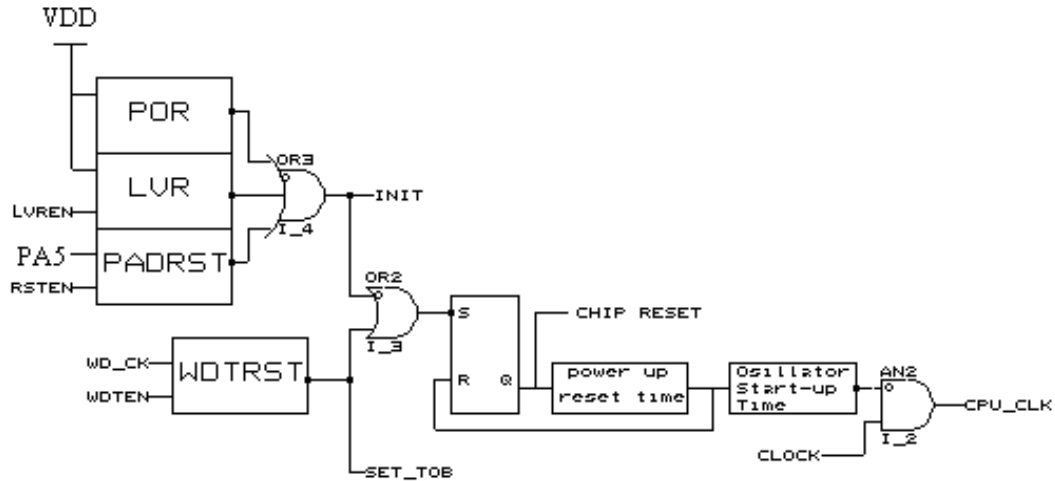 VDD
POR
OR3
LVR
INIT
LVREN
I_4
PA5
PADRST
RSTEN
OR2
S
CHIP RESET
I_3
WD_CK
WDTRST
R
Q
power up
reset time
Osillator
Start-up
Time
AN2
WDTEN
CPU_CLK
I_2
CLOCK
SET_TOB